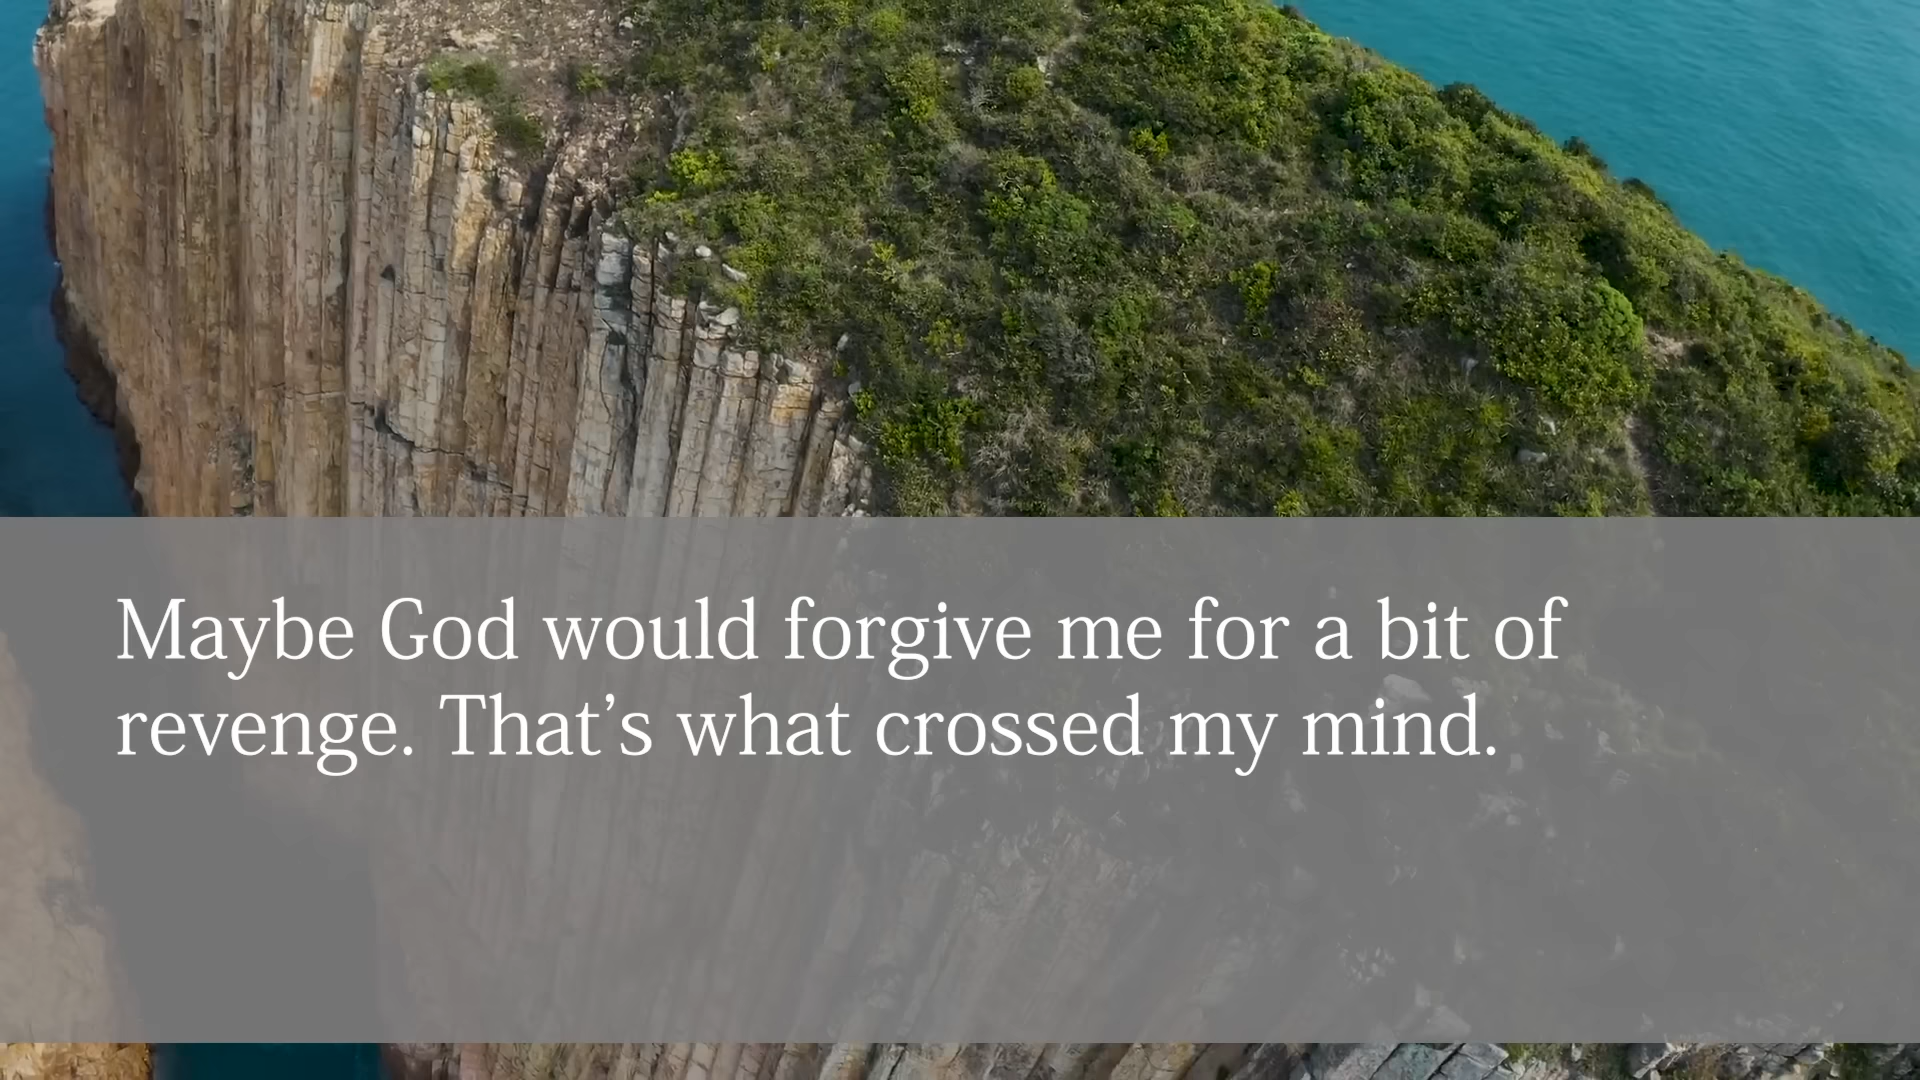 Maybe God would forgive me for a bit of
revenge. That’s what crossed my mind.